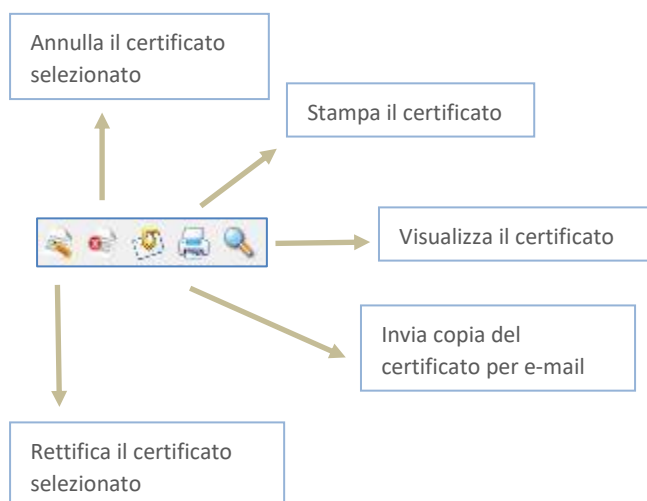 Annulla il certificato
selezionato
Stampa il certificato
Visualizza il certificato
Invia copia del
certificato per e-mail
Rettifica il certificato
selezionato